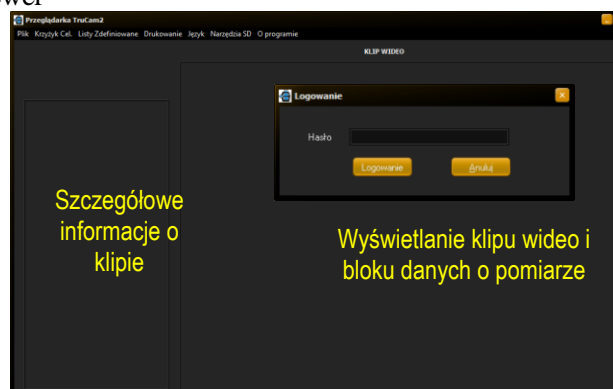 Przeglądarka TruCam2
Plik Krzyżyk Cel. Listy Zdefiniowane Drukowanie Język Narzędzia SD O programie
KLIP WIDEO
Logowanie
Hasło
Logowanie Anuluj
Szczegółowe
informacje o
klipie
Wyświetlanie klipu wideo i
bloku danych o pomiarze